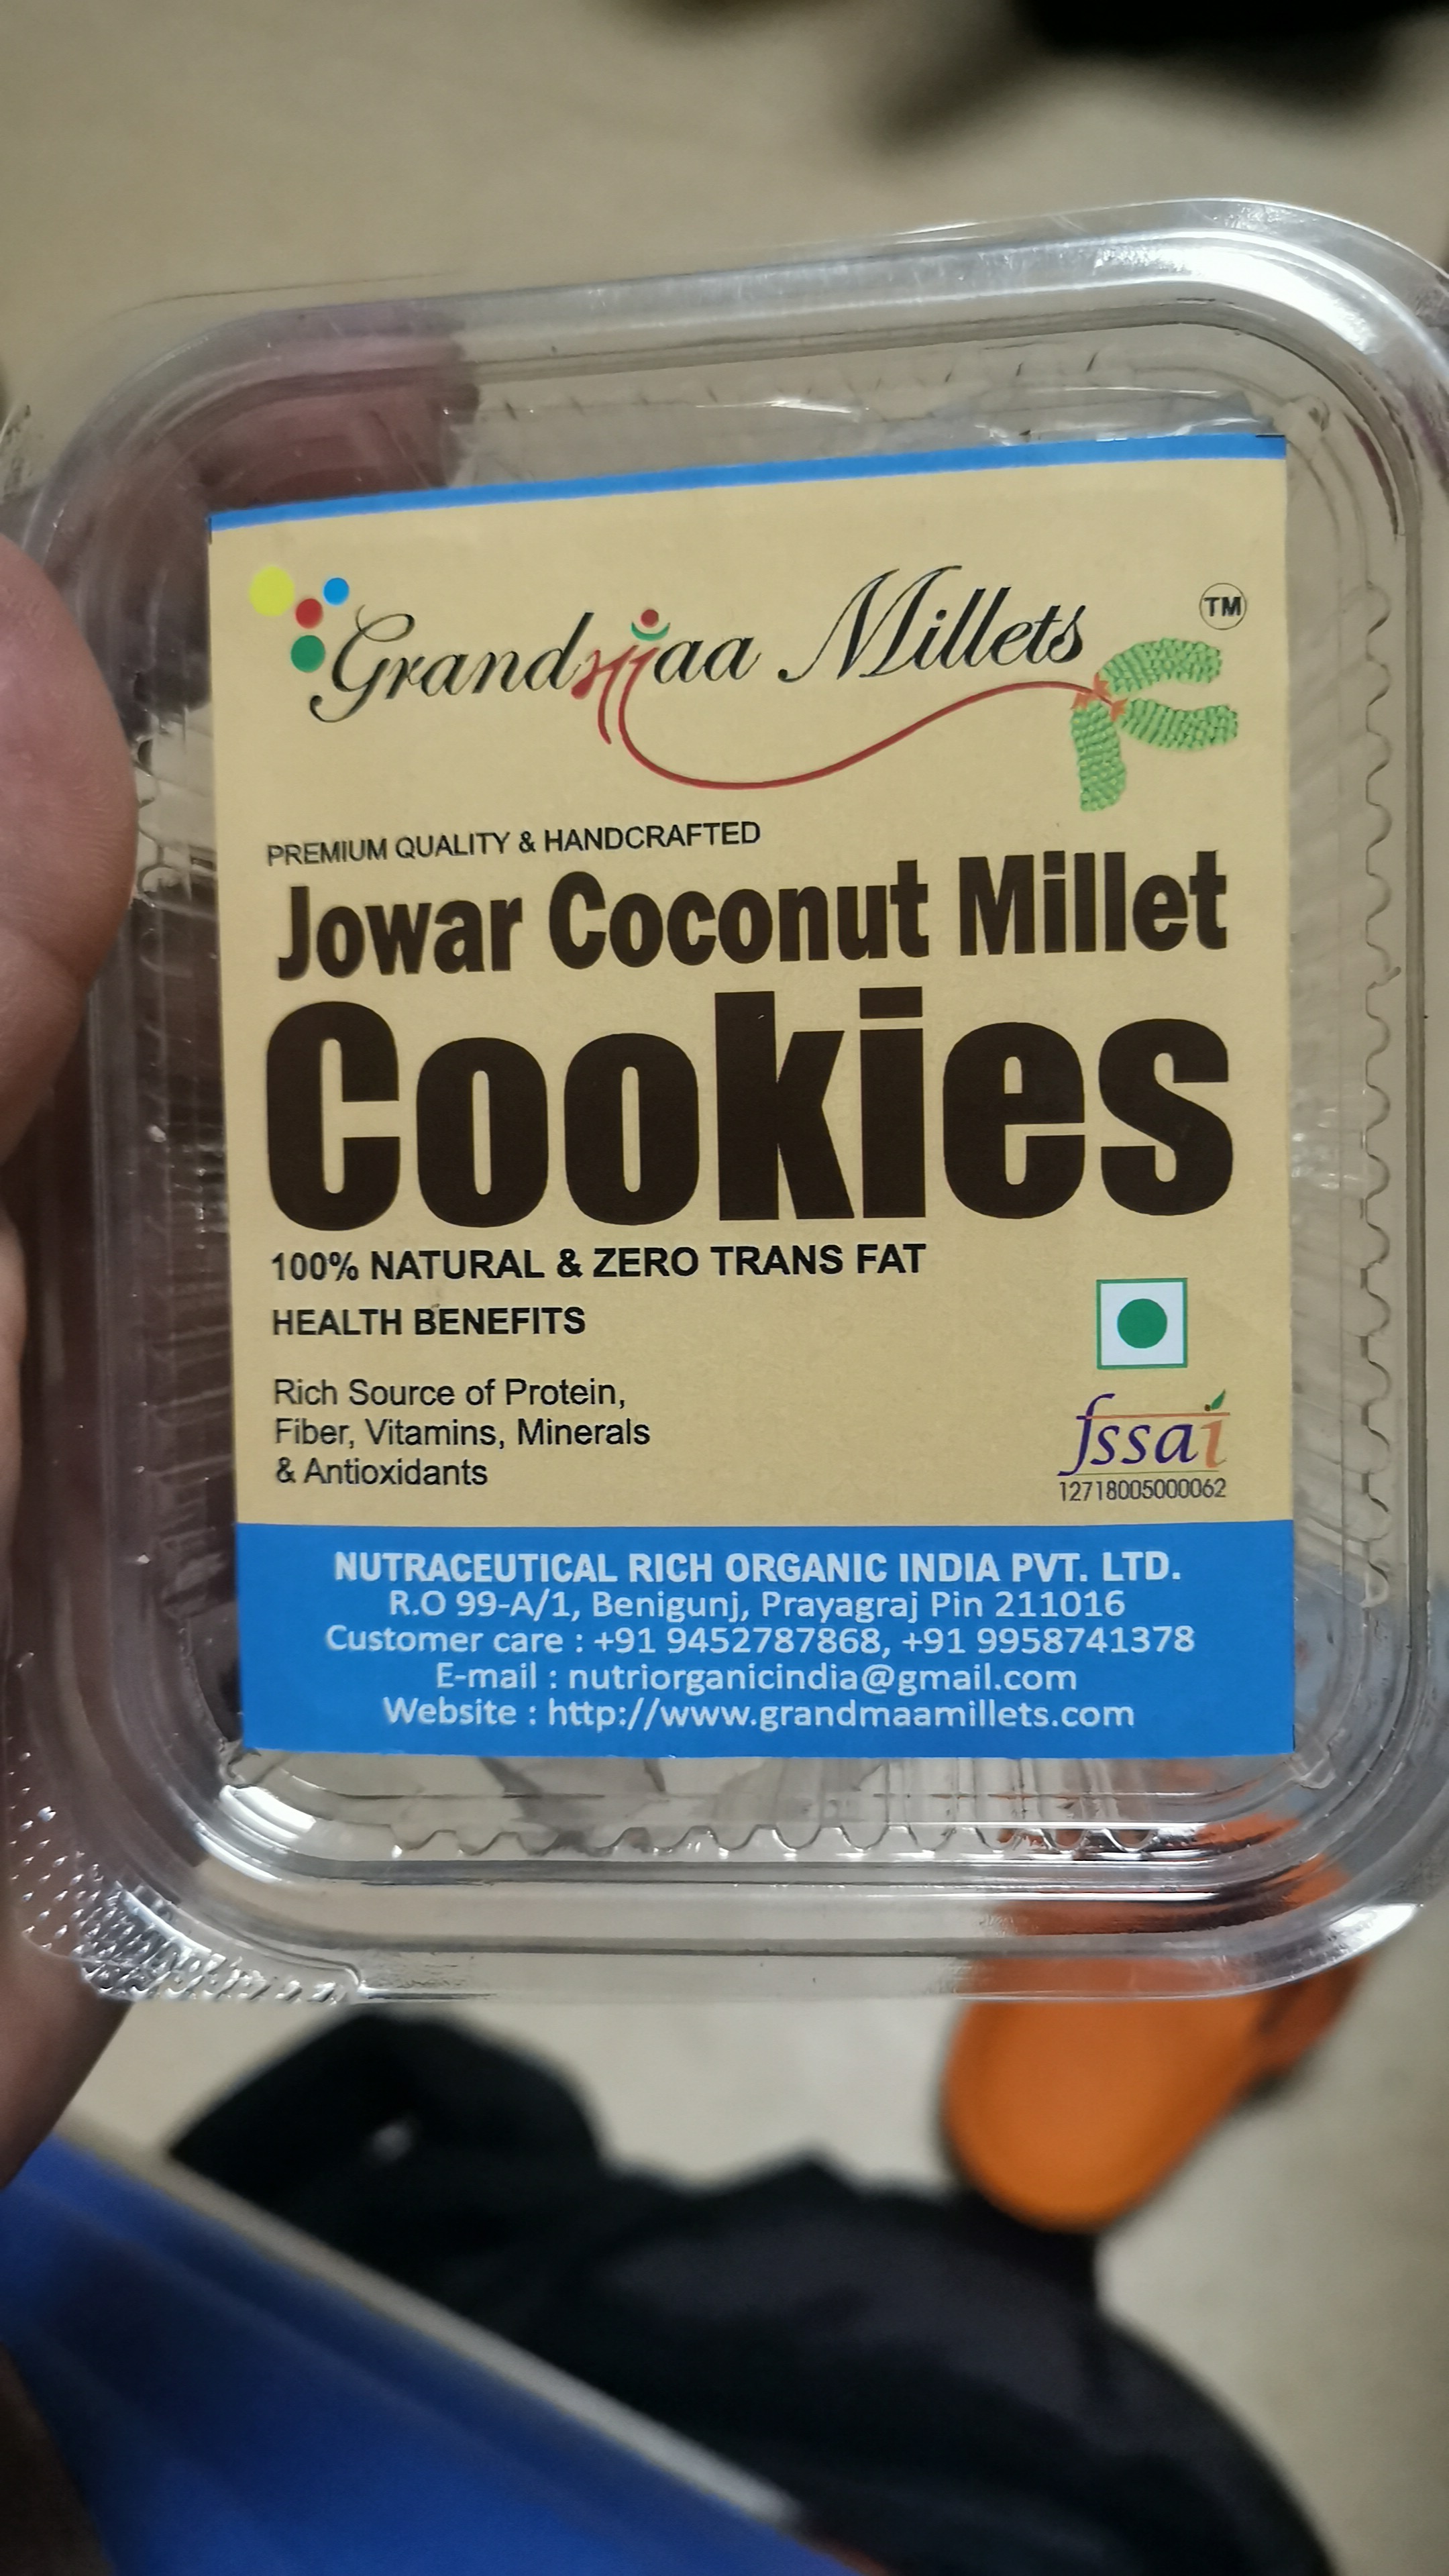 Grandmaa Millets
TM
PREMIUM QUALITY & HANDCRAFTED
Jowar Coconut Millet
Cookies
100% NATURAL & ZERO TRANS FAT
HEALTH BENEFITS
Rich Source of Protein,
Fiber, Vitamins, Minerals
& Antioxidants
fssai
12718005000062
NUTRACEUTICAL RICH ORGANIC INDIA PVT. LTD.
R.O 99-A/1, Benigunj, Prayagraj Pin 211016
Customer care : +91 9452787868, +91 9958741378
E-mail : nutriorganicindia@gmail.com
Website : http://www.grandmaamillets.com